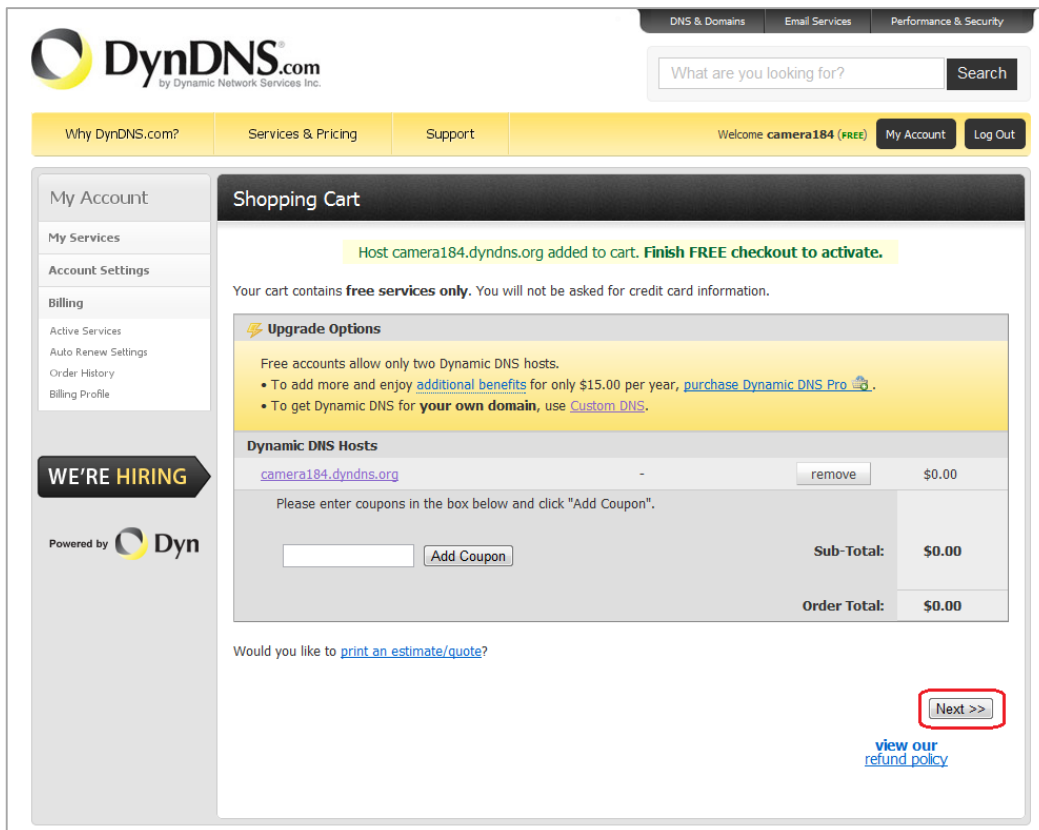 DNS & Domains Email Services Performance & Security
DynDNS.com
by Dynamic Network Services Inc.
What are you looking for? Search
Why DynDNS.com? Services & Pricing Support Welcome camera184 (FREE) My Account Log Out
My Account
My Services
Account Settings
Billing
Active Services
Auto Renew Settings
Order History
Billing Profile
WE'RE HIRING
Powered by Dyn
Shopping Cart
Host camera184.dyndns.org added to cart. Finish FREE checkout to activate.
Your cart contains free services only. You will not be asked for credit card information.
Upgrade Options
Free accounts allow only two Dynamic DNS hosts.
• To add more and enjoy additional benefits for only $15.00 per year, purchase Dynamic DNS Pro .
• To get Dynamic DNS for your own domain, use Custom DNS.
Dynamic DNS Hosts
camera184.dyndns.org - remove $0.00
Please enter coupons in the box below and click "Add Coupon".
Add Coupon Sub-Total: $0.00
Order Total: $0.00
Would you like to print an estimate/quote?
Next >>
view our
refund policy